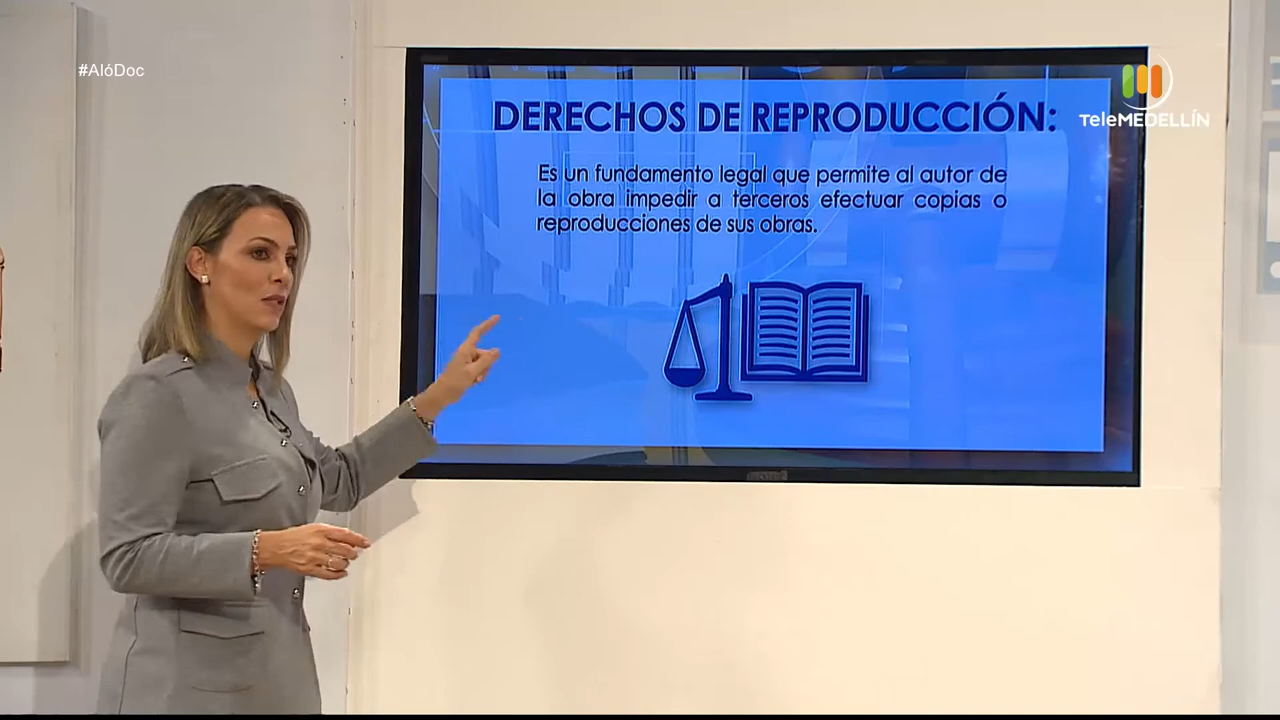 #AlóDoc
TeleMEDELLÍN
DERECHOS DE REPRODUCCIÓN:
Es un fundamento legal que permite al autor de
la obra impedir a terceros efectuar copias o
reproducciones de sus obras.